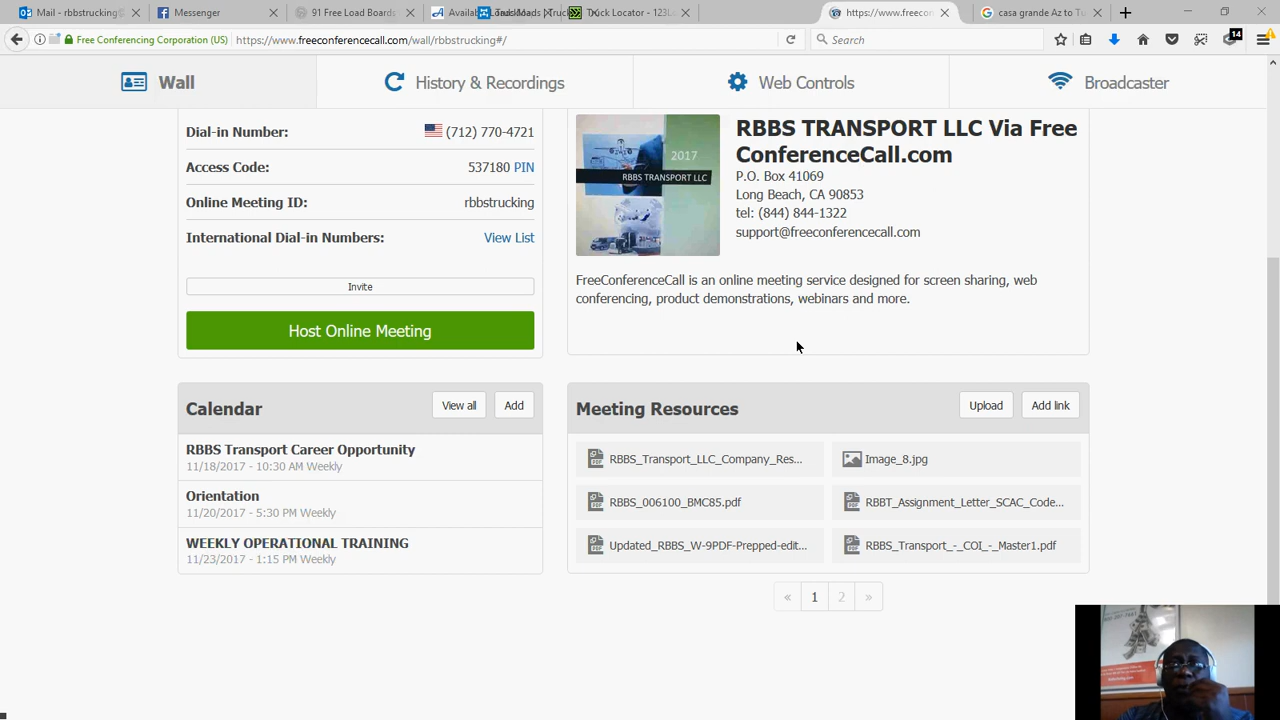 Mail - rbbstrucking@
Messenger
91 Free Load Boards
Truck Locator - 123L
https://www.freecon
casa grande Az to Tu
Free Conferencing Corporation (US)
https://www.freeconferencecall.com/wall/rbbstrucking#/
Search
14
Wall
History & Recordings
Web Controls
Broadcaster
Dial-in Number:
(712) 770-4721
Access Code:
537180 PIN
Online Meeting ID:
rbbstrucking
International Dial-in Numbers:
View List
Invite
Host Online Meeting
2017
RBBS TRANSPORT LLC
RBBS TRANSPORT LLC Via Free
ConferenceCall.com
P.O. Box 41069
Long Beach, CA 90853
tel: (844) 844-1322
support@freeconferencecall.com
FreeConferenceCall is an online meeting service designed for screen sharing, web
conferencing, product demonstrations, webinars and more.
Calendar
View all
Add
RBBS Transport Career Opportunity
11/18/2017 - 10:30 AM Weekly
Orientation
11/20/2017 - 5:30 PM Weekly
WEEKLY OPERATIONAL TRAINING
11/23/2017 - 1:15 PM Weekly
Meeting Resources
Upload
Add link
RBBS_Transport_LLC_Company_Res...
Image_8.jpg
RBBS_006100_BMC85.pdf
RBBT_Assignment_Letter_SCAC_Code...
Updated_RBBS_W-9PDF-Prepped-edit...
RBBS_Transport_-_COI_-_Master1.pdf
«
1
2
»